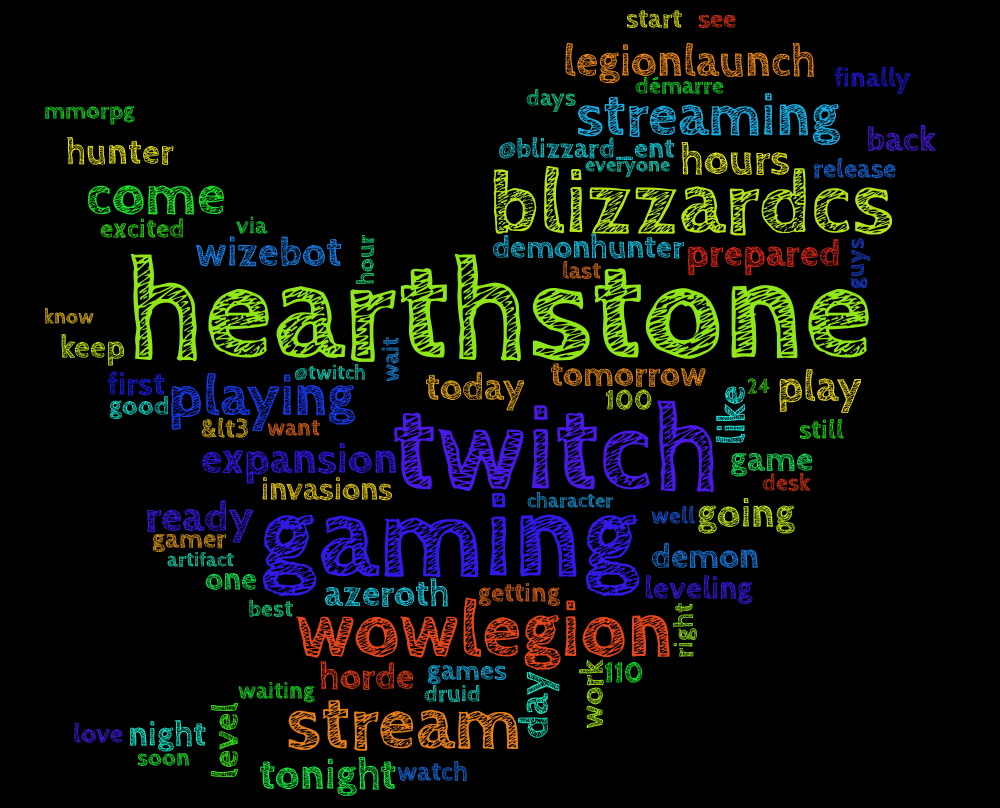 start see
legionlaunch
finally
démarre
days
streaming
mmorpg
back
hunter
@blizzard_ent
hours
everyone
release
come
blizzardcs
excited
via
wizebot
hour
demonhunter
prepared
guys
last
hearthstone
know
keep
wait
@twitch
first
playing
today
tomorrow
24
play
good
100
like
&lt3
want
twitch
still
expansion
game
invasions
desk
character
ready
gaming
well
going
gamer
artifact
demon
one
azeroth
getting
leveling
best
wowlegion
right
horde
games
110
waiting
druid
day
work
level
stream
love
night
soon
tonight
watch